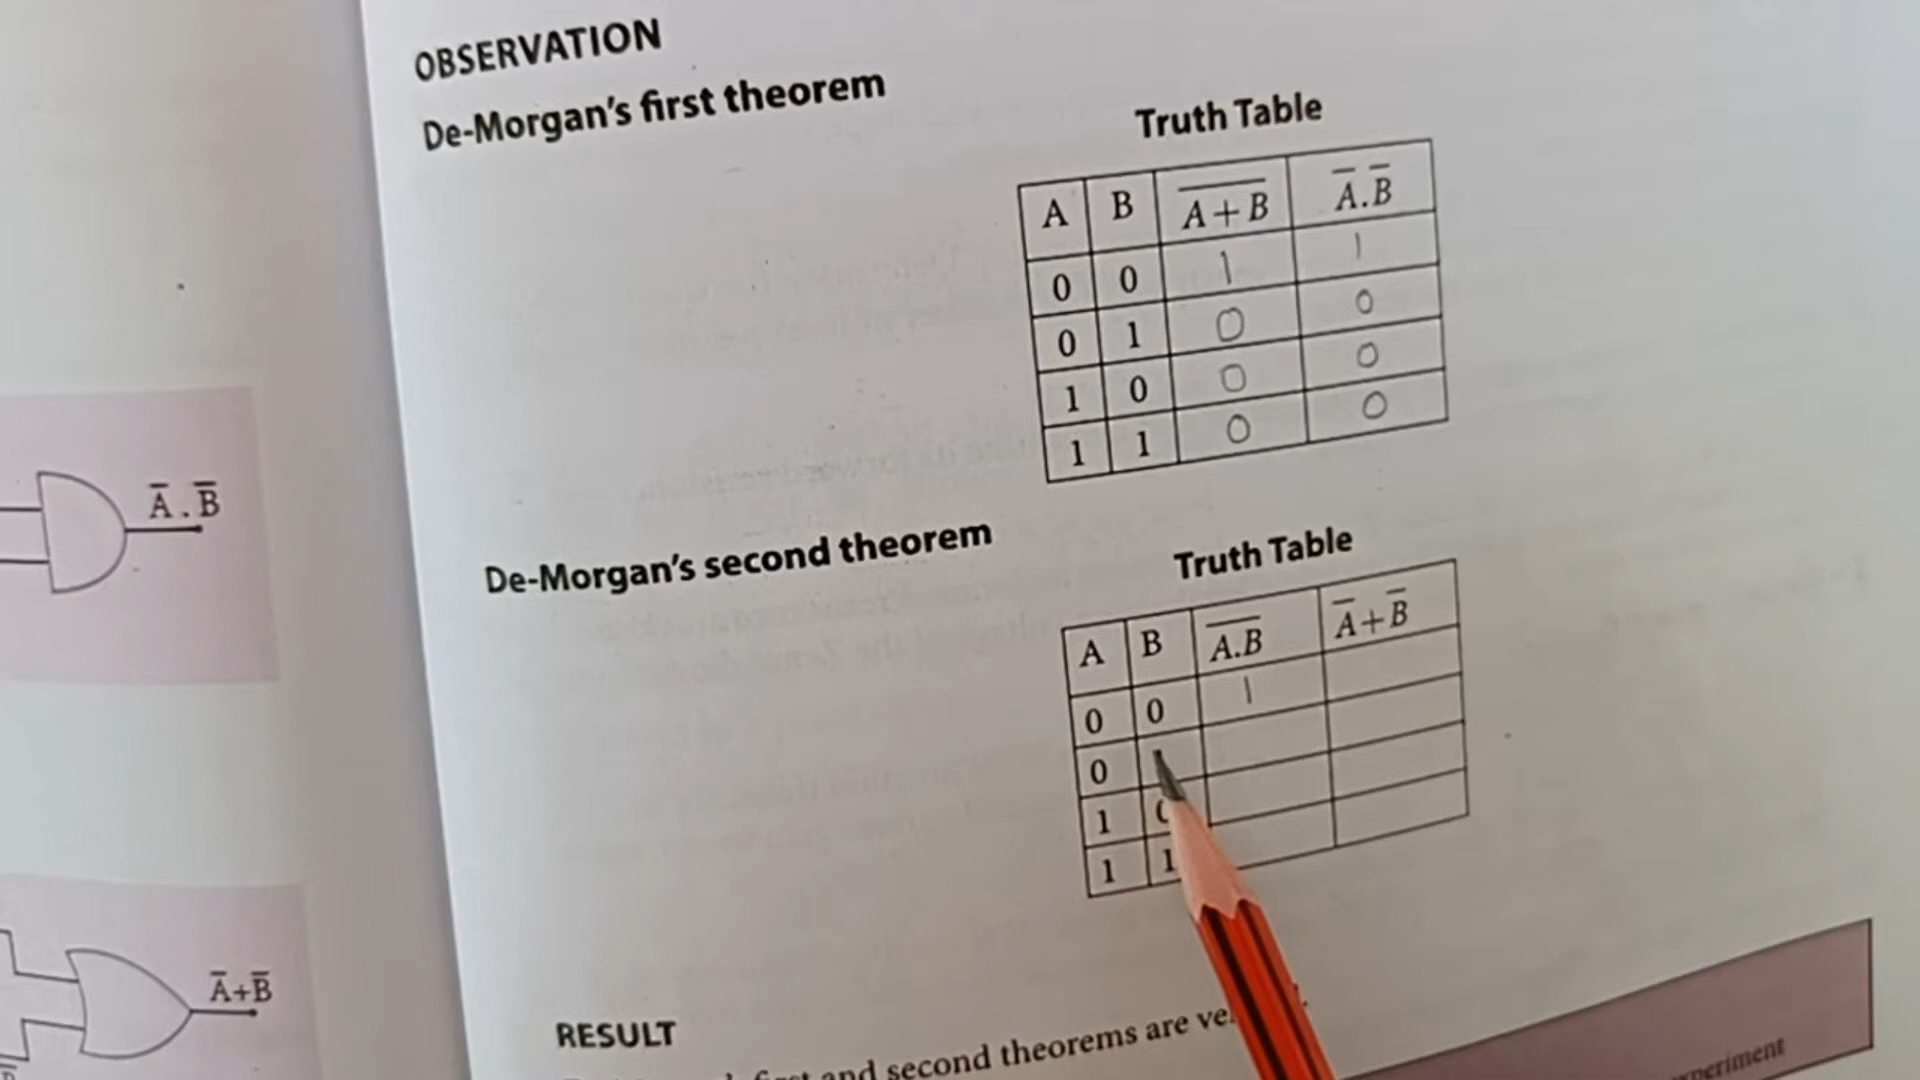 OBSERVATION
De-Morgan's first theorem
Truth Table
A B A̅+̅B̅ A̅.B̅
0 0 1 1
0 1 0 0
1 0 0 0
1 1 0 0
A̅.B̅
De-Morgan's second theorem
Truth Table
A B A̅.̅B̅ A̅+B̅
0 0 1
0
1
1 1
A̅+B̅
RESULT
and second theorems are